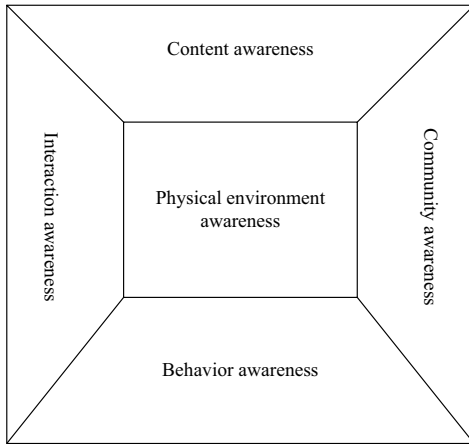 Content awareness
Interaction awareness
Physical environment
awareness
Community awareness
Behavior awareness